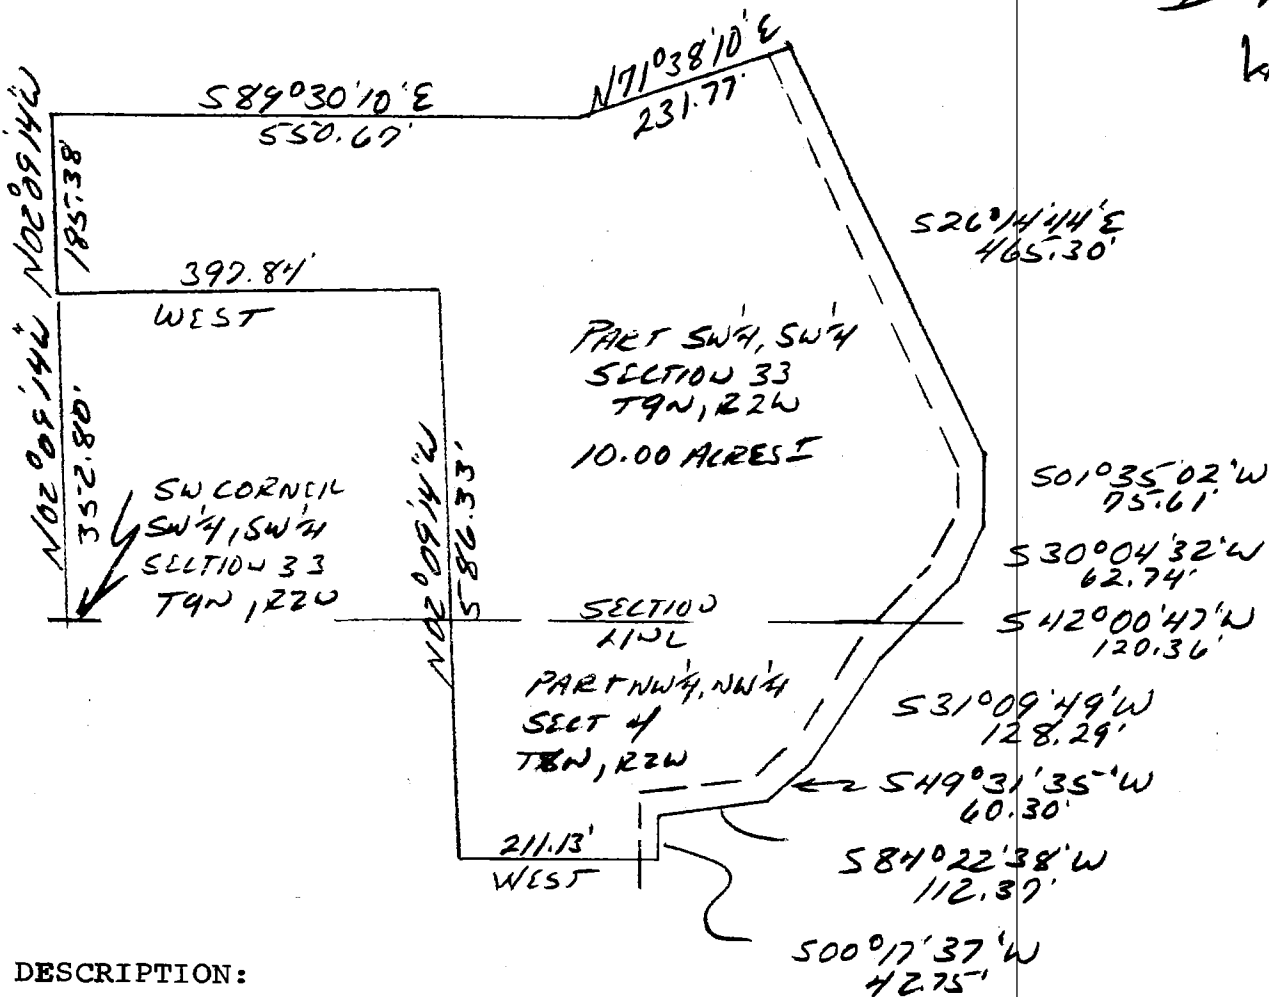 S89°30'10"E
550.67'
N71°38'10"E
231.77'
N02°09'14"W
185.38'
S26°14'44"E
465.30'
397.84'
WEST
PART SW¼, SW¼
SECTION 33
T9N, R2W
10.00 ACRES±
N02°09'14"W
352.80'
SW CORNER
SW¼, SW¼
SECTION 33
T9N, R2W
N02°09'14"W
586.33'
S01°35'02"W
75.61'
S30°04'32"W
62.74'
SECTION
LINE
S42°00'47"W
120.36'
PART NW¼, NW¼
SECT 4
T8N, R2W
S31°09'49"W
128.29'
S49°31'35"W
60.30'
211.13'
WEST
S84°22'38"W
112.37'
S00°17'37"W
42.75'
DESCRIPTION: